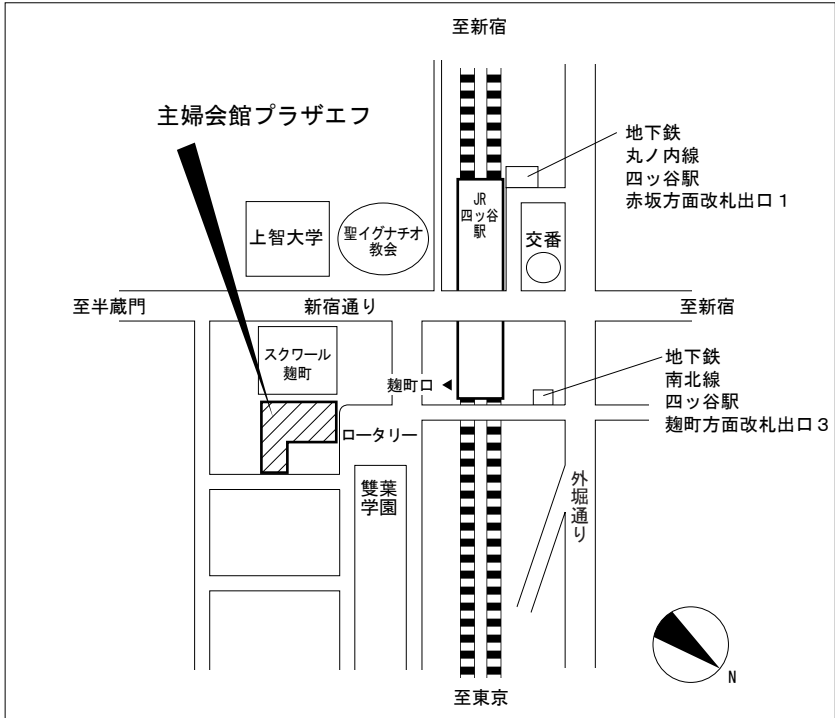 至新宿
主婦会館プラザエフ
地下鉄
丸ノ内線
四ッ谷駅
赤坂方面改札出口1
JR
四ッ谷
駅
上智大学
聖イグナチオ
教会
交番
至半蔵門
新宿通り
至新宿
スクワール
麹町
麹町口
地下鉄
南北線
四ッ谷駅
麹町方面改札出口3
ロータリー
雙葉
学園
外堀通り
N
至東京